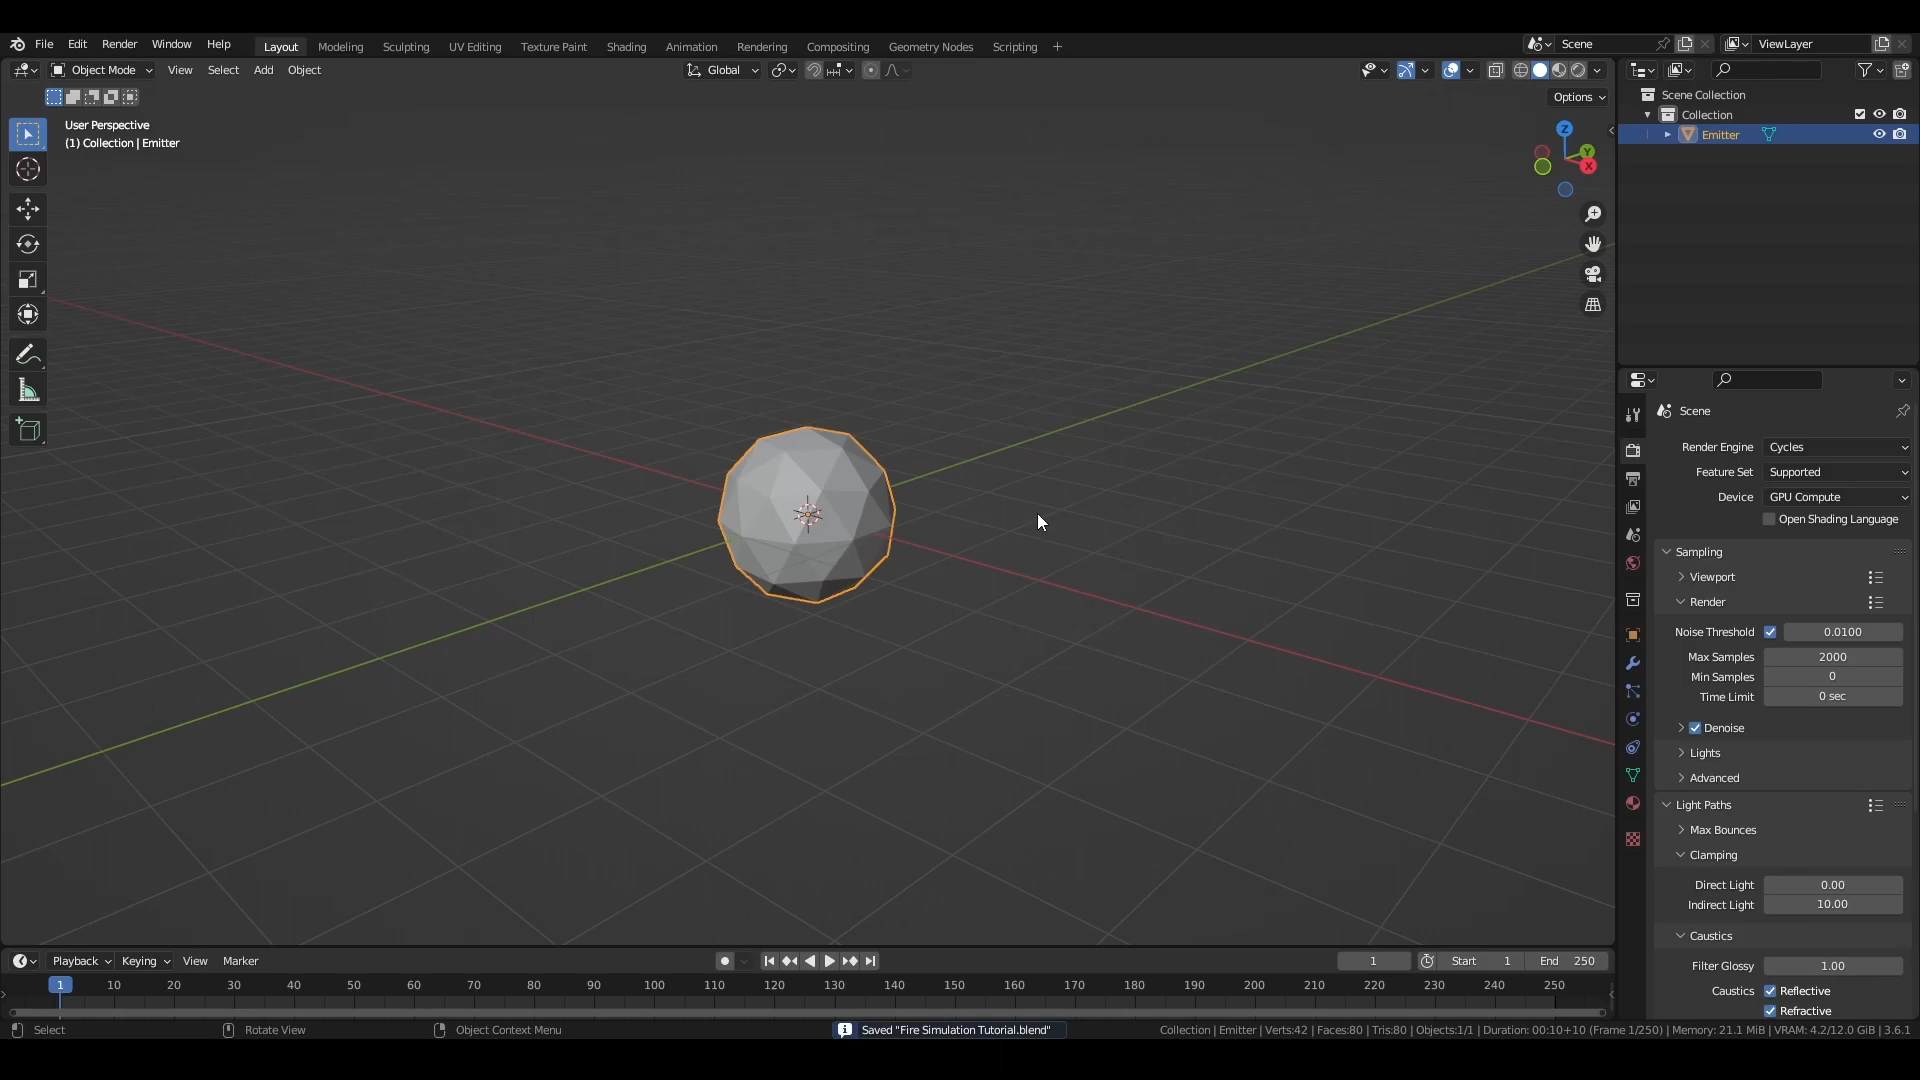 File Edit Render Window Help Layout Modeling Sculpting UV Editing Texture Paint Shading Animation Rendering Compositing Geometry Nodes Scripting + Scene ViewLayer
Object Mode View Select Add Object Global
Options
User Perspective
(1) Collection | Emitter
Z
Y
X
Scene Collection
Collection
Emitter
Scene
Render Engine Cycles
Feature Set Supported
Device GPU Compute
Open Shading Language
Sampling
Viewport
Render
Noise Threshold 0.0100
Max Samples 2000
Min Samples 0
Time Limit 0 sec
Denoise
Lights
Advanced
Light Paths
Max Bounces
Clamping
Direct Light 0.00
Indirect Light 10.00
Caustics
Filter Glossy 1.00
Caustics Reflective
Refractive
Playback Keying View Marker 1 Start 1 End 250
1 10 20 30 40 50 60 70 80 90 100 110 120 130 140 150 160 170 180 190 200 210 220 230 240 250
Select Rotate View Object Context Menu Saved "Fire Simulation Tutorial.blend" Collection | Emitter | Verts:42 | Faces:80 | Tris:80 | Objects:1/1 | Duration: 00:10+10 (Frame 1/250) | Memory: 21.1 MiB | VRAM: 4.2/12.0 GiB | 3.6.1